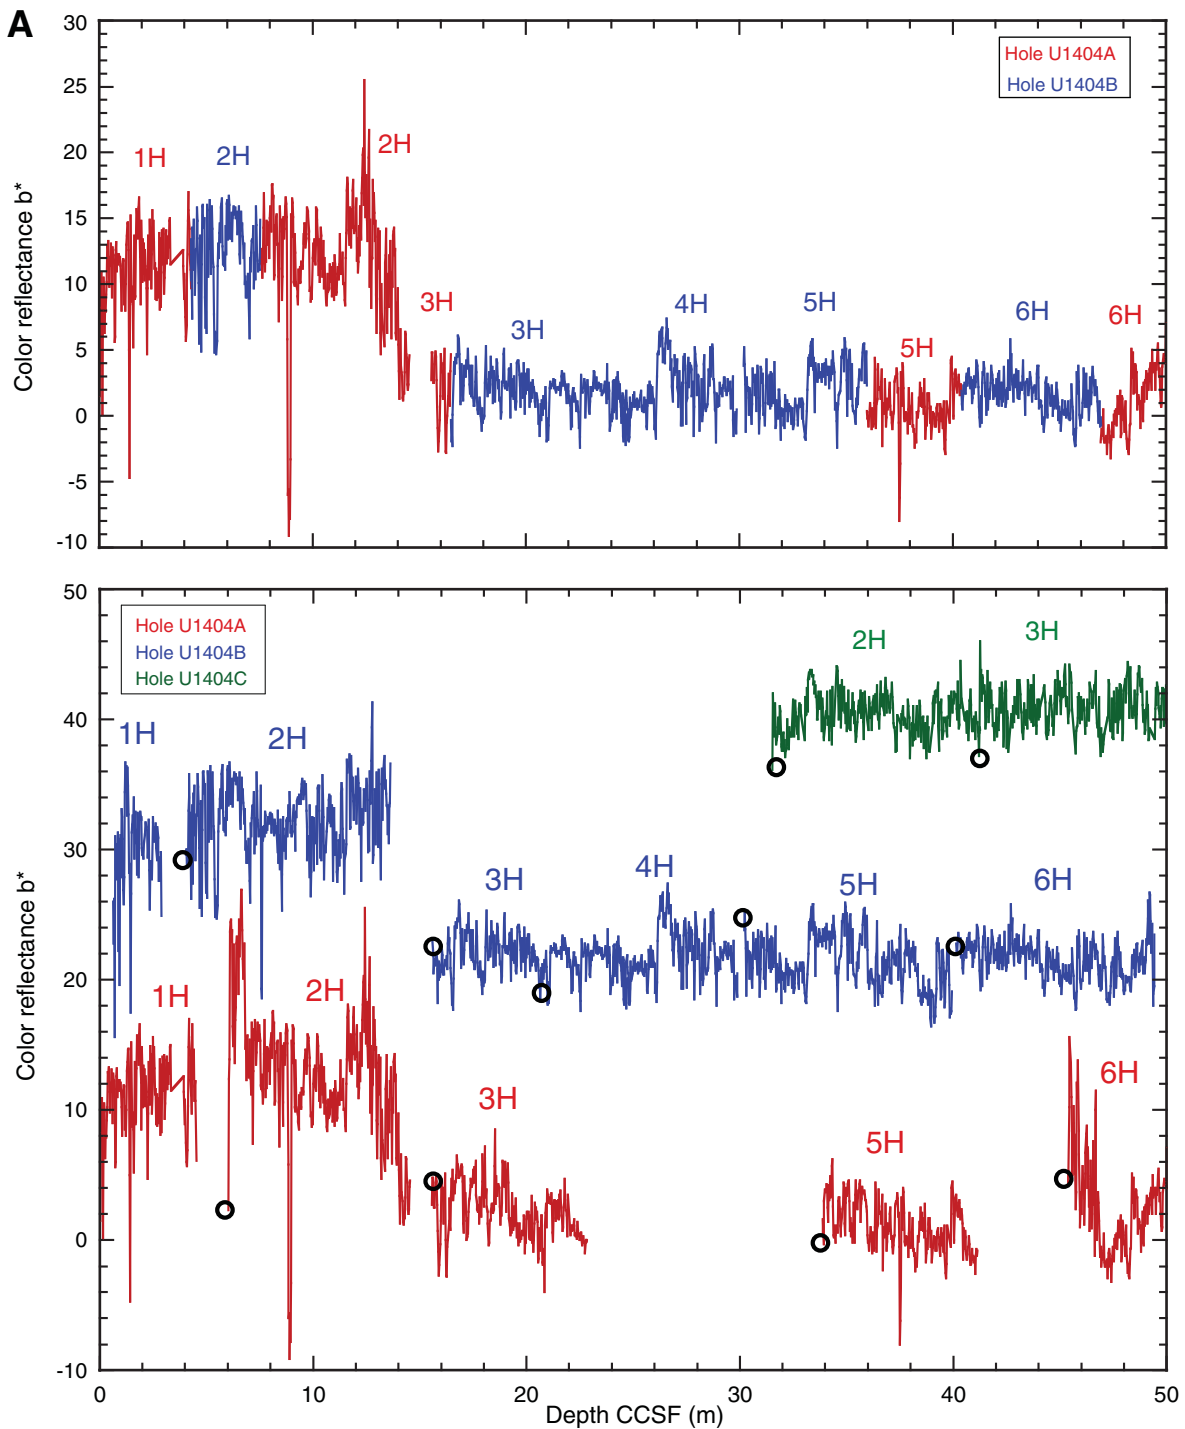 A
30
25
20
15
10
5
0
-5
-10
Color reflectance b*
Hole U1404A
Hole U1404B
1H
2H
2H
3H
3H
4H
5H
5H
6H
6H
50
40
30
20
10
0
-10
Color reflectance b*
Hole U1404A
Hole U1404B
Hole U1404C
2H
3H
1H
2H
3H
4H
5H
6H
1H
2H
3H
5H
6H
0
10
20
30
40
50
Depth CCSF (m)